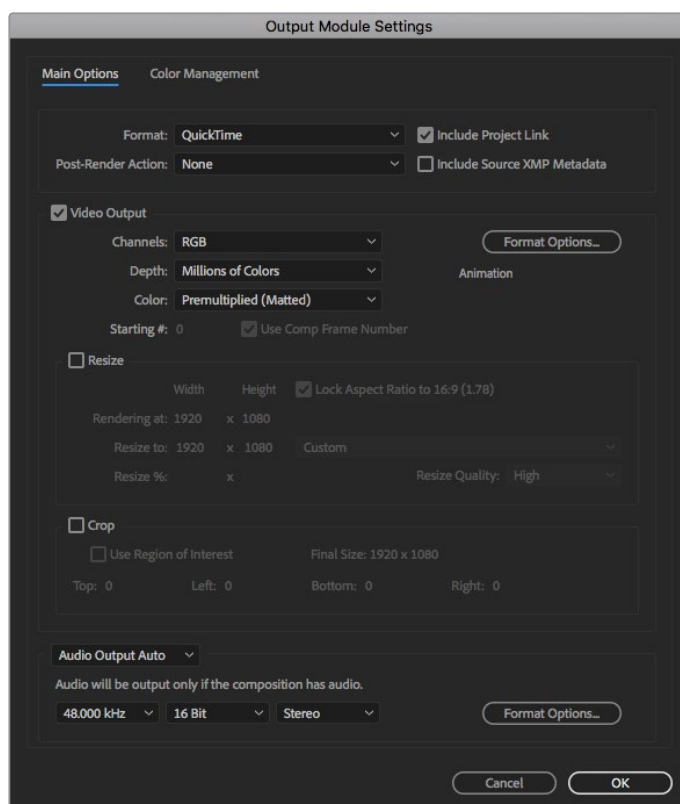 Output Module Settings
Main Options Color Management
Format: QuickTime Include Project Link
Post-Render Action: None Include Source XMP Metadata
Video Output
Channels: RGB Format Options...
Depth: Millions of Colors Animation
Color: Premultiplied (Matted)
Starting #: 0 Use Comp Frame Number
Resize
Width Height Lock Aspect Ratio to 16:9 (1.78)
Rendering at: 1920 x 1080
Resize to: 1920 x 1080 Custom
Resize %: x Resize Quality: High
Crop
Use Region of Interest Final Size: 1920 x 1080
Top: 0 Left: 0 Bottom: 0 Right: 0
Audio Output Auto
Audio will be output only if the composition has audio.
48.000 kHz 16 Bit Stereo Format Options...
Cancel OK